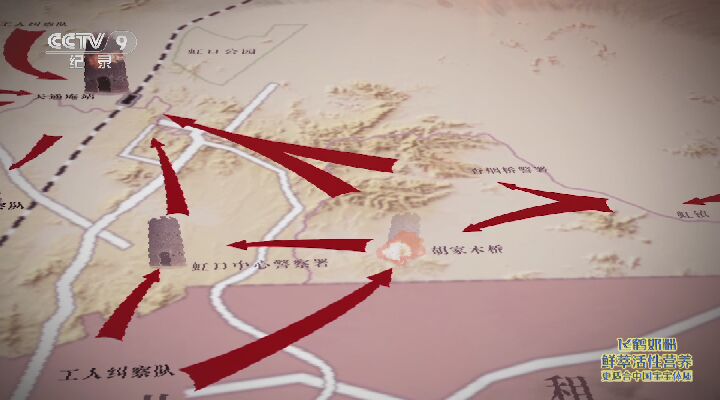 工人纠察队
CCTV 9
纪录
虹口公园
天通庵站
香烟桥警署
察队
虹镇
胡家木桥
虹口中心警察署
工人纠察队
租
飞鹤奶粉
鲜萃活性营养
更适合中国宝宝体质